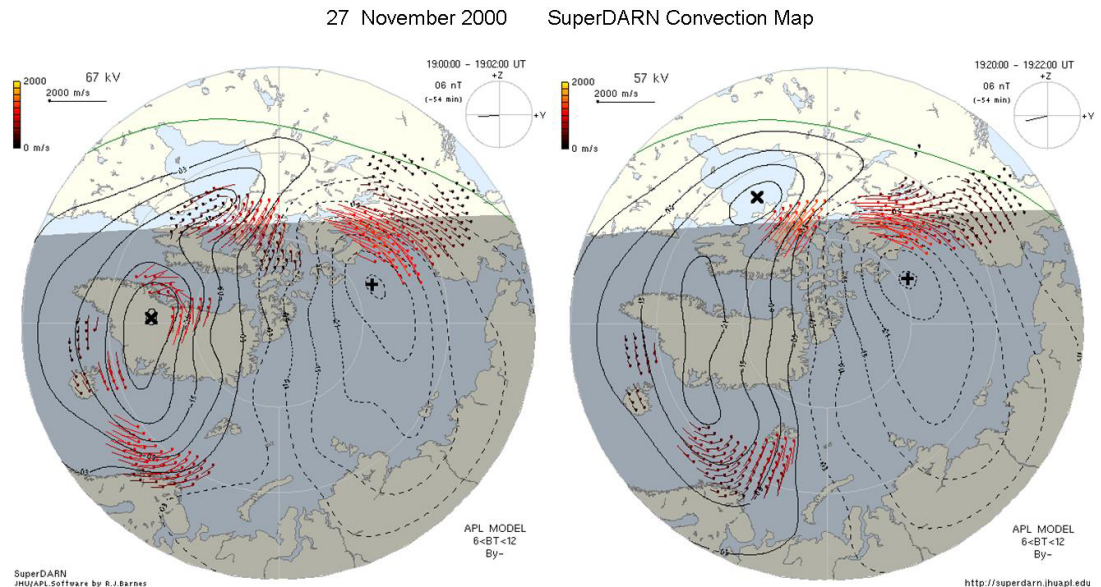 27 November 2000 SuperDARN Convection Map
2000
67 kV
2000 m/s
0 m/s
19:00:00 - 19:02:00 UT
+Z
06 nT
(-54 min)
+Y
APL MODEL
6<BT<12
By-
SuperDARN
JHU/APL.Software by R.J.Barnes
2000
57 kV
2000 m/s
0 m/s
19:20:00 - 19:22:00 UT
+Z
06 nT
(-54 min)
+Y
APL MODEL
6<BT<12
By-
http://superdarn.jhuapl.edu